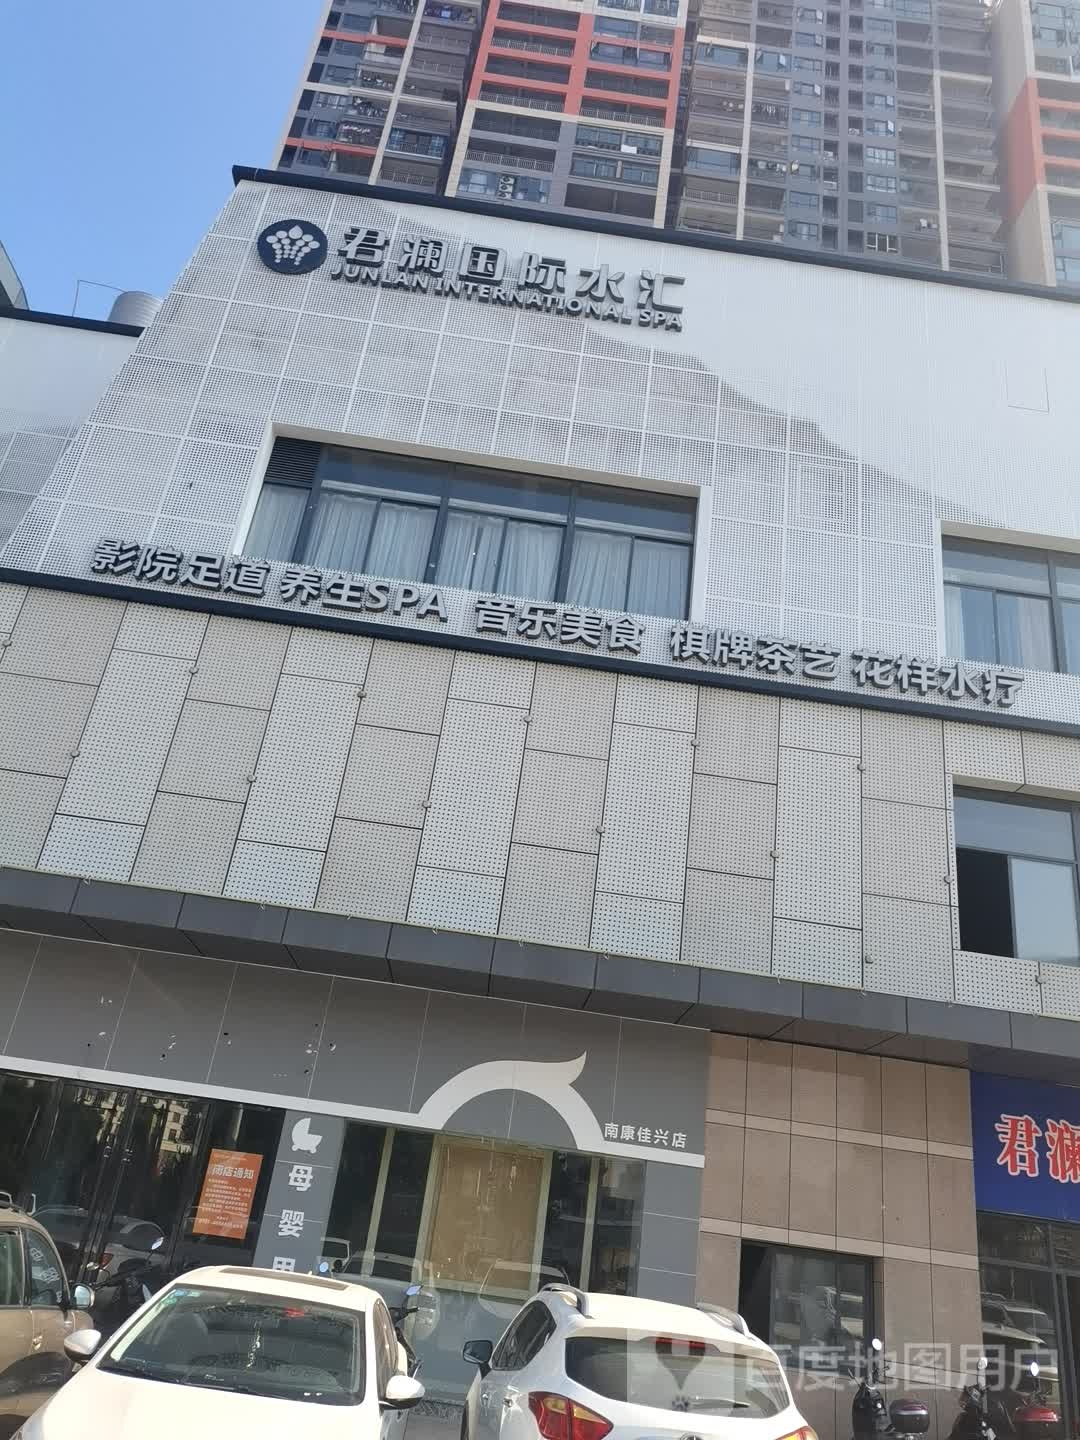 君澜国际水汇
JUNLAN INTERNATIONAL SPA
影院足道 养生SPA 音乐美食 棋牌茶艺 花样水疗
南康佳兴店
君澜
闭店通知
母婴用
百度地图用户